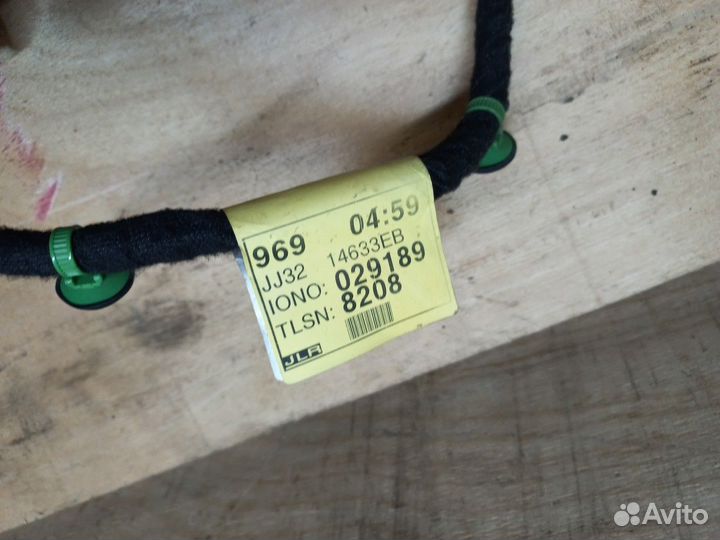 969 04:59
JJ32 14633EB
IONO: 029189
TLSN: 8208
JLR
Avito